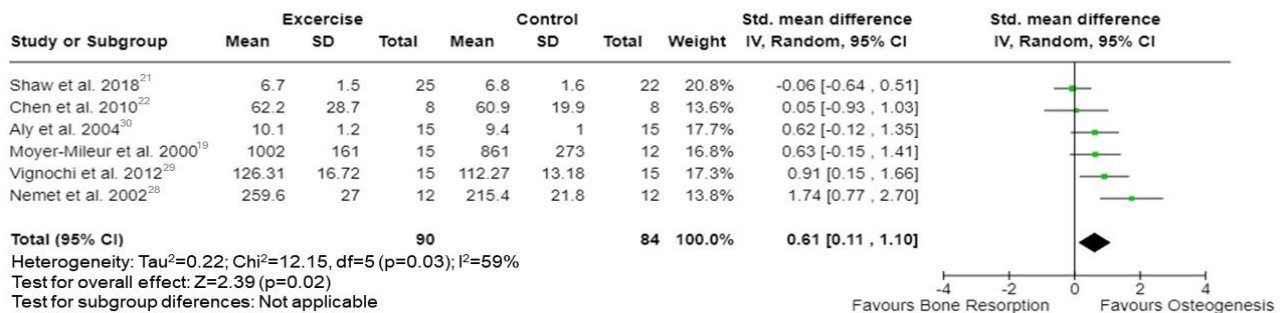 Excercise Control Std. mean difference Std. mean difference
Study or Subgroup Mean SD Total Mean SD Total Weight IV, Random, 95% CI IV, Random, 95% CI
Shaw et al. 2018²¹ 6.7 1.5 25 6.8 1.6 22 20.8% -0.06 [-0.64 , 0.51]
Chen et al. 2010²² 62.2 28.7 8 60.9 19.9 8 13.6% 0.05 [-0.93 , 1.03]
Aly et al. 2004³⁰ 10.1 1.2 15 9.4 1 15 17.7% 0.62 [-0.12 , 1.35]
Moyer-Mileur et al. 2000¹⁹ 1002 161 15 861 273 12 16.8% 0.63 [-0.15 , 1.41]
Vignochi et al. 2012²⁹ 126.31 16.72 15 112.27 13.18 15 17.3% 0.91 [0.15 , 1.66]
Nemet et al. 2002²⁸ 259.6 27 12 215.4 21.8 12 13.8% 1.74 [0.77 , 2.70]
Total (95% CI) 90 84 100.0% 0.61 [0.11 , 1.10]
Heterogeneity: Tau²=0.22; Chi²=12.15, df=5 (p=0.03); I²=59%
Test for overall effect: Z=2.39 (p=0.02)
Test for subgroup diferences: Not applicable
-4 -2 0 2 4
Favours Bone Resorption Favours Osteogenesis